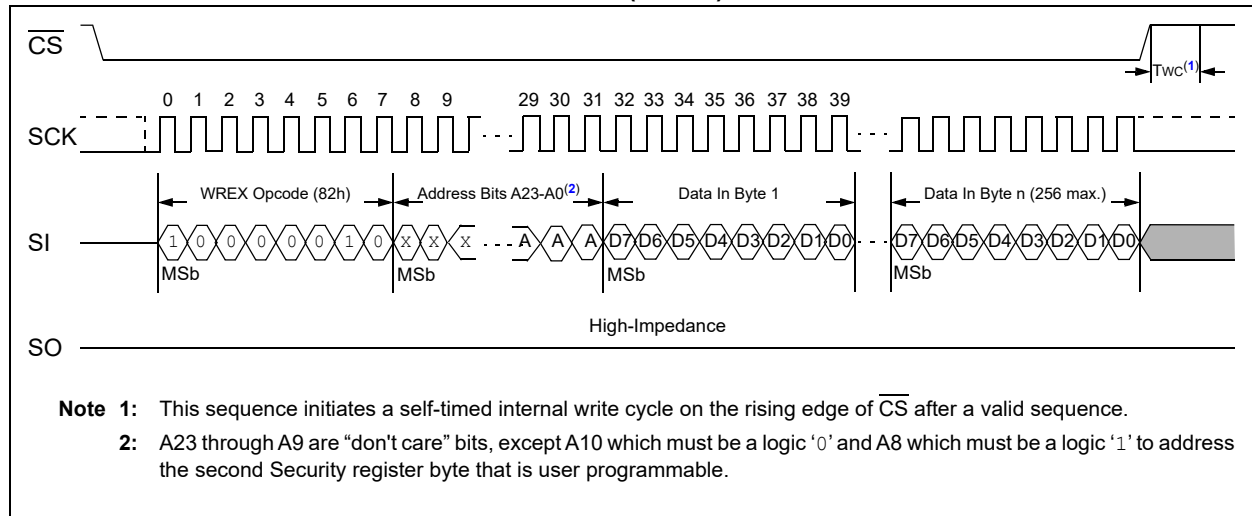 CS
TWC(1)
0 1 2 3 4 5 6 7 8 9 29 30 31 32 33 34 35 36 37 38 39
SCK
WREX Opcode (82h) Address Bits A23-A0(2) Data In Byte 1 Data In Byte n (256 max.)
SI 1 0 0 0 0 0 1 0 X X X A A A D7 D6 D5 D4 D3 D2 D1 D0 D7 D6 D5 D4 D3 D2 D1 D0
MSb MSb MSb MSb
High-Impedance
SO
Note 1: This sequence initiates a self-timed internal write cycle on the rising edge of CS after a valid sequence.
2: A23 through A9 are “don't care” bits, except A10 which must be a logic ‘0’ and A8 which must be a logic ‘1’ to address
the second Security register byte that is user programmable.